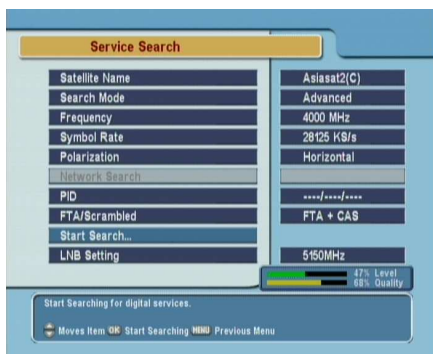 Service Search
Satellite Name Asiasat2(C)
Search Mode Advanced
Frequency 4000 MHz
Symbol Rate 28125 KS/s
Polarization Horizontal
Network Search
PID ----/----/----
FTA/Scrambled FTA + CAS
Start Search...
LNB Setting 5150MHz
47% Level
68% Quality
Start Searching for digital services.
Moves Item OK Start Searching MENU Previous Menu